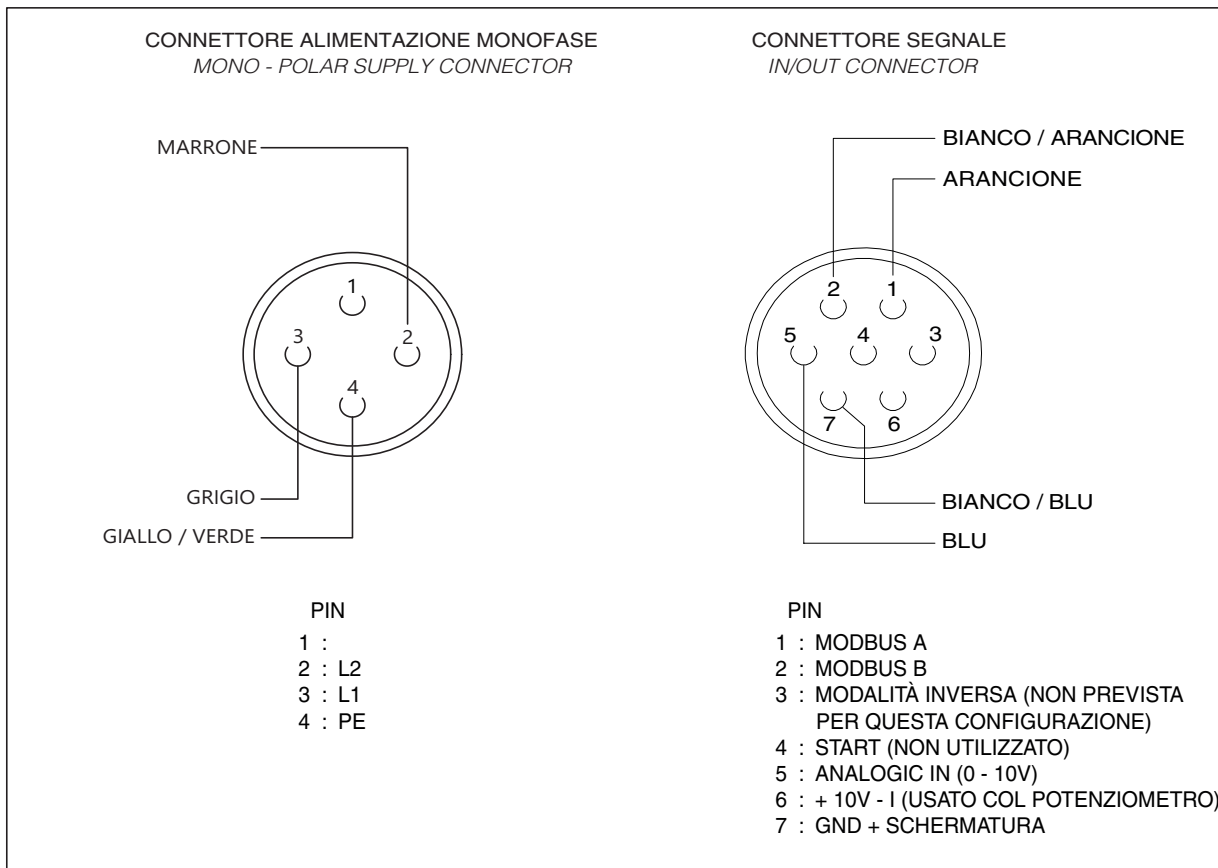 CONNETTORE ALIMENTAZIONE MONOFASE
MONO - POLAR SUPPLY CONNECTOR
MARRONE
1
3
2
4
GRIGIO
GIALLO / VERDE
PIN
1 :
2 : L2
3 : L1
4 : PE
CONNETTORE SEGNALE
IN/OUT CONNECTOR
BIANCO / ARANCIONE
ARANCIONE
2
1
5
4
3
7
6
BIANCO / BLU
BLU
PIN
1 : MODBUS A
2 : MODBUS B
3 : MODALITÀ INVERSA (NON PREVISTA
PER QUESTA CONFIGURAZIONE)
4 : START (NON UTILIZZATO)
5 : ANALOGIC IN (0 - 10V)
6 : + 10V - I (USATO COL POTENZIOMETRO)
7 : GND + SCHERMATURA